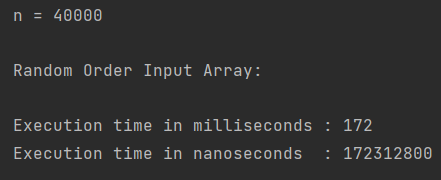 n = 40000
Random Order Input Array:
Execution time in milliseconds : 172
Execution time in nanoseconds  : 172312800